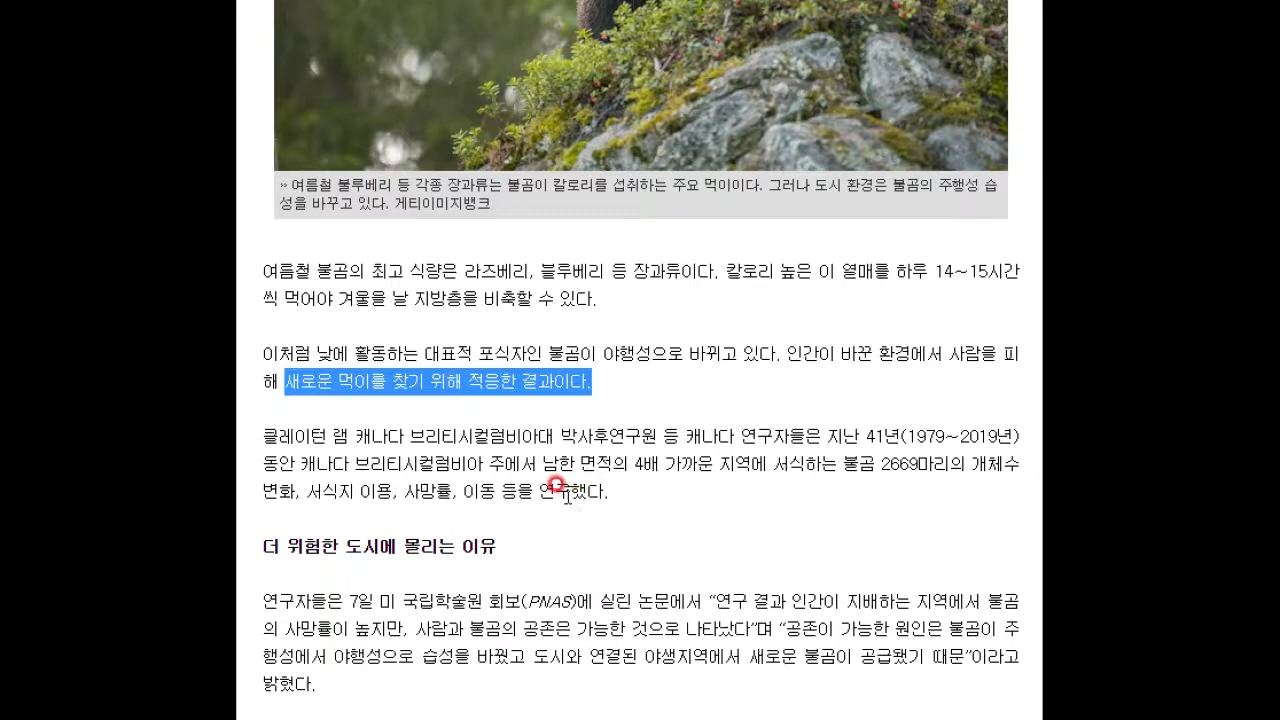 ›› 여름철 블루베리 등 각종 장과류는 불곰이 칼로리를 섭취하는 주요 먹이이다. 그러나 도시 환경은 불곰의 주행성 습
성을 바꾸고 있다. 게티이미지뱅크
여름철 불곰의 최고 식량은 라즈베리, 블루베리 등 장과류이다. 칼로리 높은 이 열매를 하루 14~15시간
씩 먹어야 겨울을 날 지방층을 비축할 수 있다.
이처럼 낮에 활동하는 대표적 포식자인 불곰이 야행성으로 바뀌고 있다. 인간이 바꾼 환경에서 사람을 피
해 새로운 먹이를 찾기 위해 적응한 결과이다.
클레이턴 램 캐나다 브리티시컬럼비아대 박사후연구원 등 캐나다 연구자들은 지난 41년(1979~2019년)
동안 캐나다 브리티시컬럼비아 주에서 남한 면적의 4배 가까운 지역에 서식하는 불곰 2669마리의 개체수
변화, 서식지 이용, 사망률, 이동 등을 연구했다.
더 위험한 도시에 몰리는 이유
연구자들은 7일 미 국립학술원 회보(PNAS)에 실린 논문에서 “연구 결과 인간이 지배하는 지역에서 불곰
의 사망률이 높지만, 사람과 불곰의 공존은 가능한 것으로 나타났다”며 “공존이 가능한 원인은 불곰이 주
행성에서 야행성으로 습성을 바꿨고 도시와 연결된 야생지역에서 새로운 불곰이 공급됐기 때문”이라고
밝혔다.